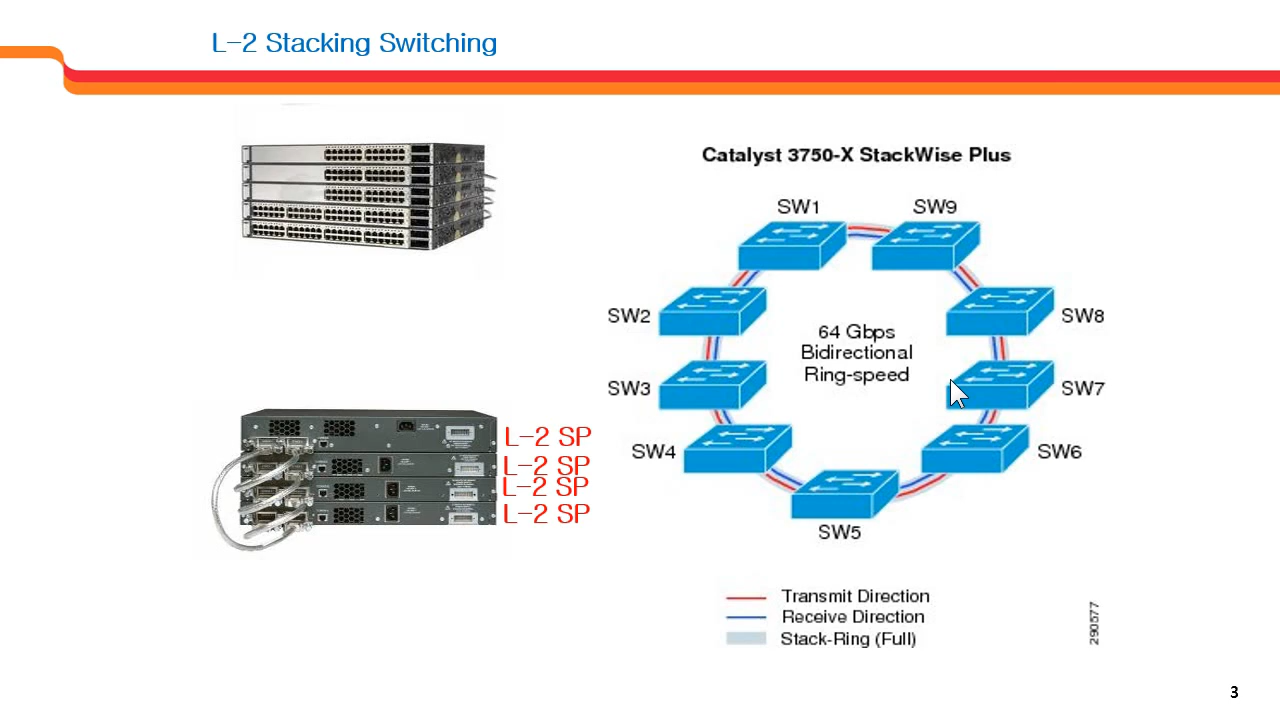 L-2 Stacking Switching
L-2 SP
L-2 SP
L-2 SP
L-2 SP
Catalyst 3750-X StackWise Plus
SW1
SW9
SW2
SW8
64 Gbps
Bidirectional
Ring-speed
SW3
SW7
SW4
SW6
SW5
Transmit Direction
Receive Direction
Stack-Ring (Full)
290577
3